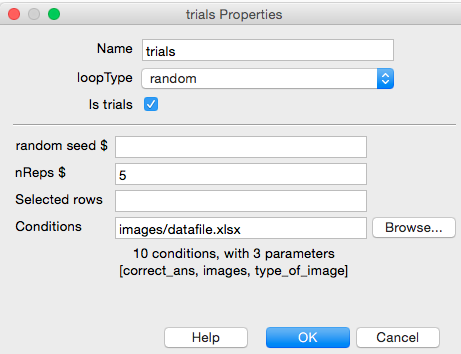 trials Properties
Name trials
loopType random
Is trials
random seed $
nReps $ 5
Selected rows
Conditions images/datafile.xlsx Browse...
10 conditions, with 3 parameters
[correct_ans, images, type_of_image]
Help OK Cancel